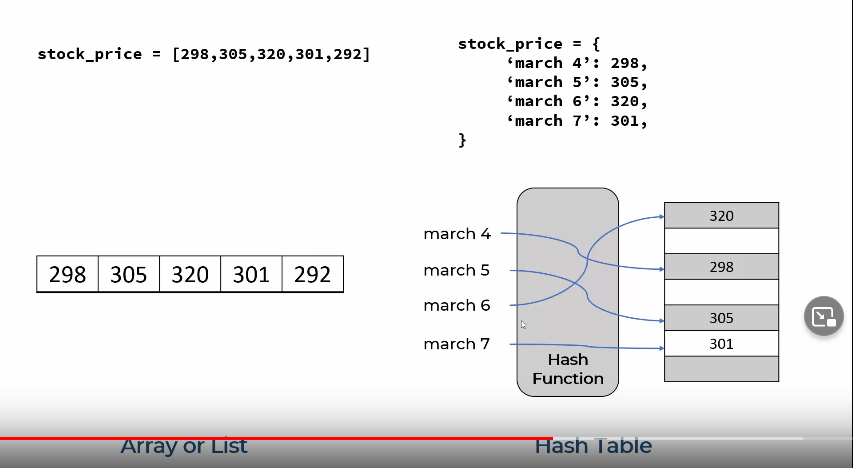 stock_price = [298,305,320,301,292]
stock_price = {
‘march 4’: 298,
‘march 5’: 305,
‘march 6’: 320,
‘march 7’: 301,
}
298 305 320 301 292
march 4
march 5
march 6
march 7
Hash
Function
320
298
305
301
Array or List
Hash Table